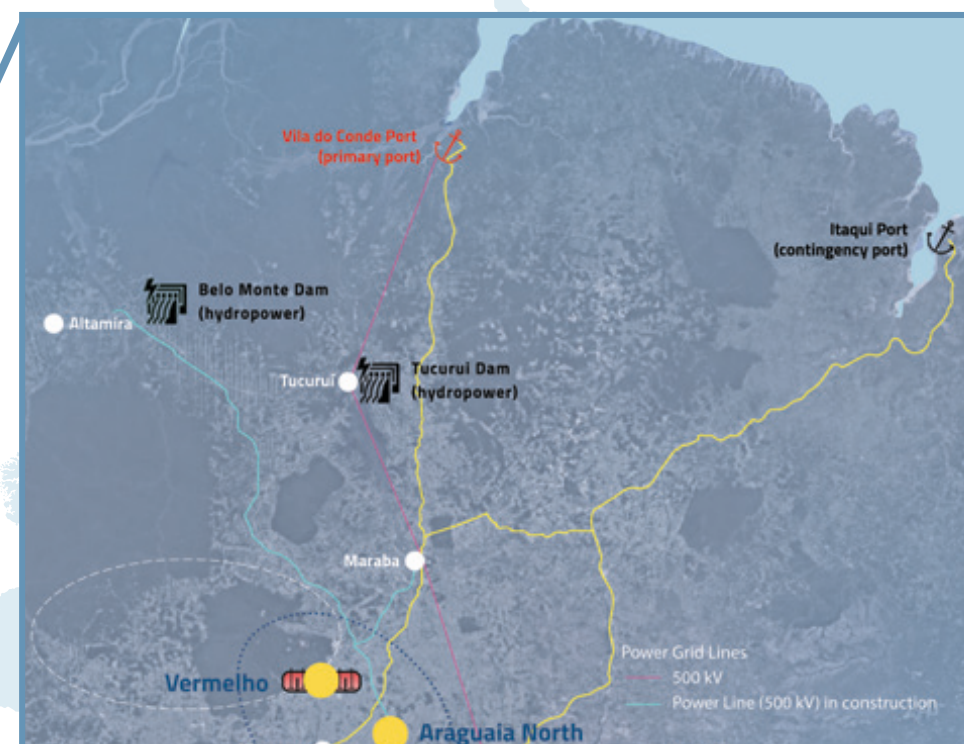 Vila do Conde Port
(primary port)
Itaqui Port
(contingency port)
Belo Monte Dam
(hydropower)
Altamira
Tucuruí
Tucurui Dam
(hydropower)
Maraba
Power Grid Lines
500 kV
Power Line (500 kV) in construction
Vermelho
Araguaia North